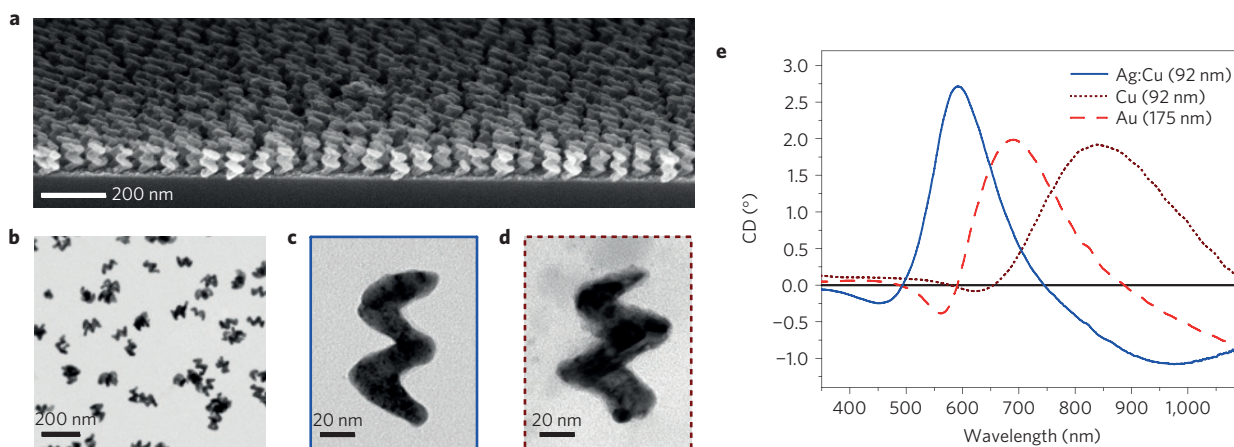 a
200 nm
b
200 nm
c
20 nm
d
20 nm
e
CD (°)
3.0
2.5
2.0
1.5
1.0
0.5
0.0
−0.5
−1.0
Ag:Cu (92 nm)
Cu (92 nm)
Au (175 nm)
400 500 600 700 800 900 1,000
Wavelength (nm)